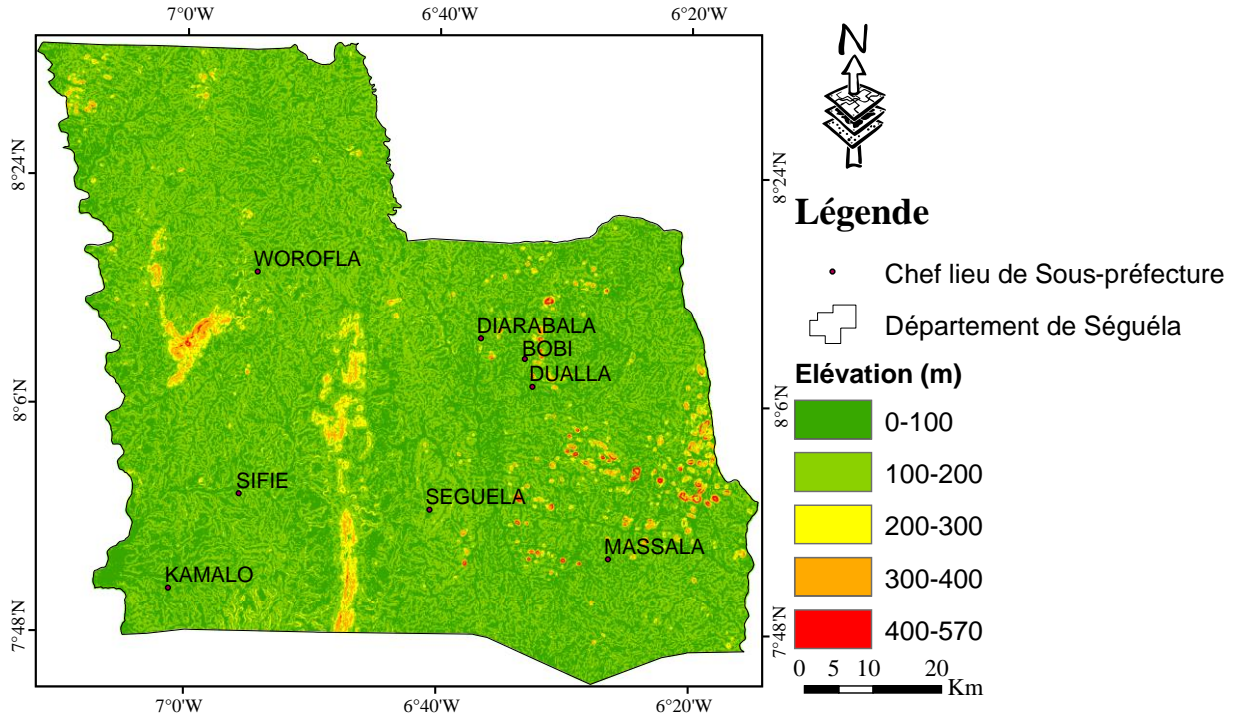 7°0'W 6°40'W 6°20'W
N
8°24'N
8°24'N
Légende
WOROFLA
Chef lieu de Sous-préfecture
DIARABALA
Département de Séguéla
BOBI
DUALLA
Elévation (m)
8°6'N
8°6'N
0-100
100-200
SIFIE
SEGUELA
200-300
MASSALA
300-400
KAMALO
7°48'N
7°48'N
400-570
0 5 10 20
Km
7°0'W 6°40'W 6°20'W